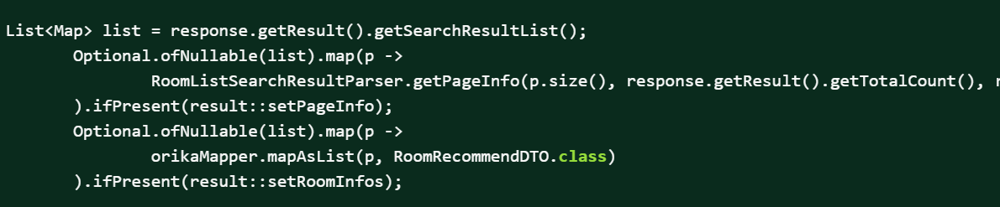 List<Map> list = response.getResult().getSearchResultList();
Optional.ofNullable(list).map(p ->
RoomListSearchResultParser.getPageInfo(p.size(), response.getResult().getTotalCount(),
).ifPresent(result::setPageInfo);
Optional.ofNullable(list).map(p ->
orikaMapper.mapAsList(p, RoomRecommendDTO.class)
).ifPresent(result::setRoomInfos);